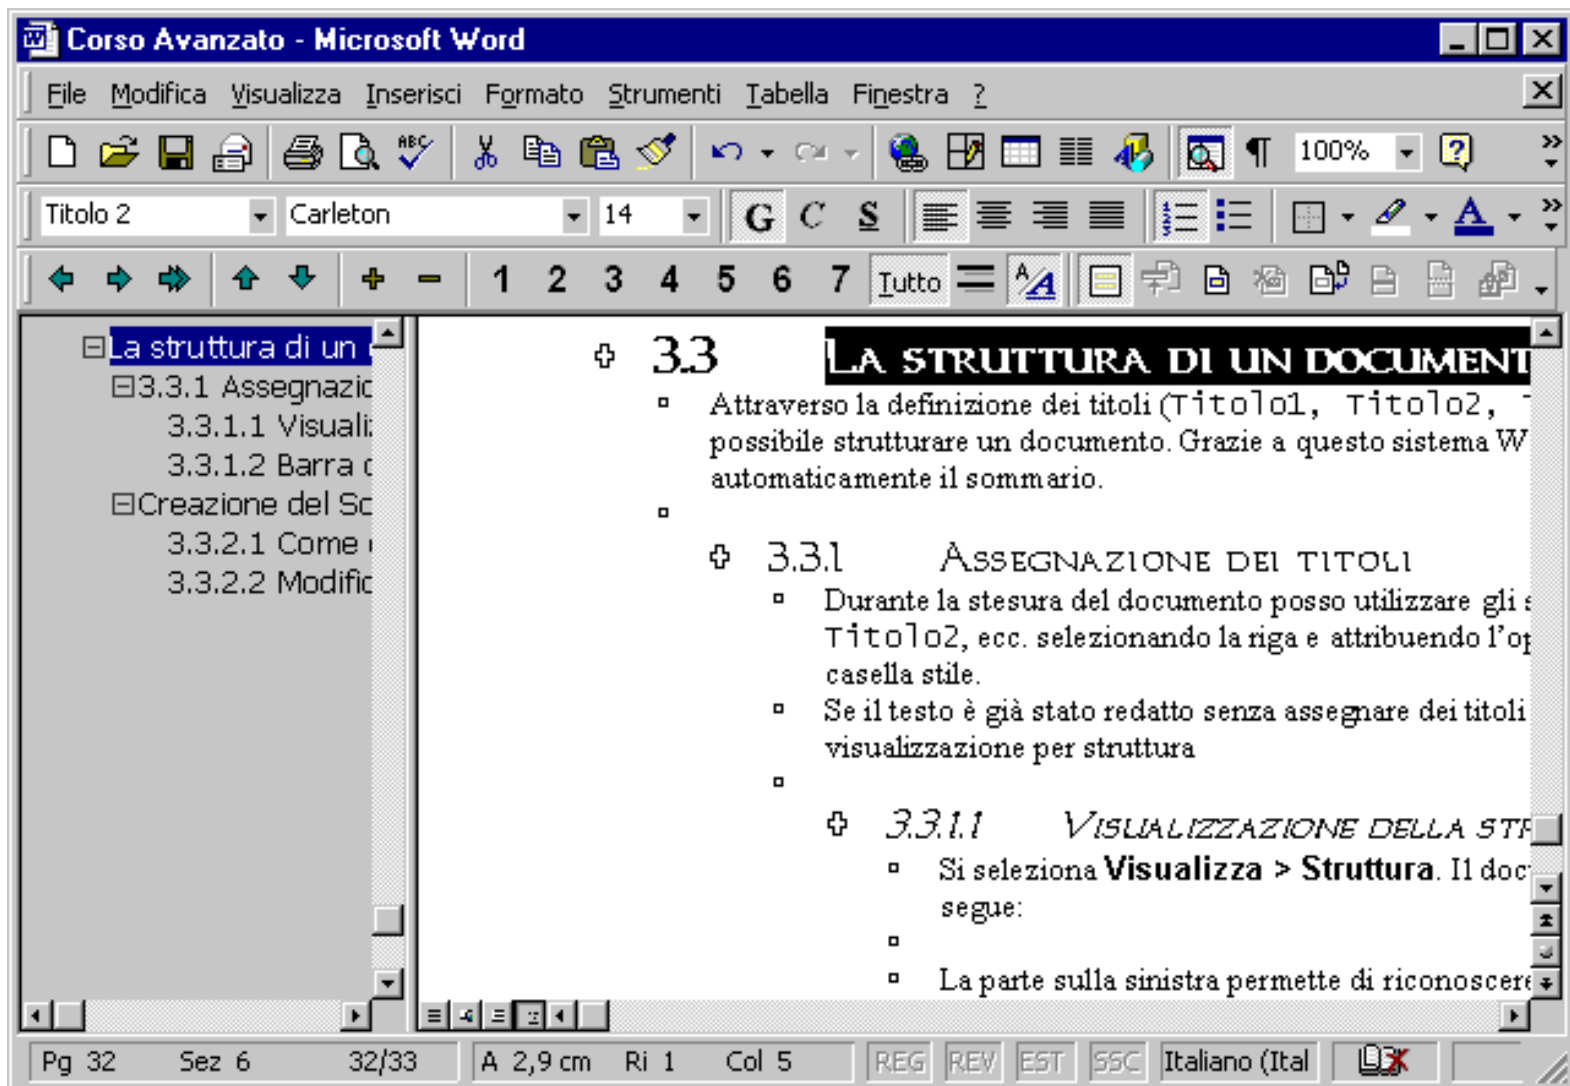 Corso Avanzato - Microsoft Word
File Modifica Visualizza Inserisci Formato Strumenti Tabella Finestra ?
ABC 100%
Titolo 2 Carleton 14 G C S A
1 2 3 4 5 6 7 Tutto A/A
La struttura di un
3.3.1 Assegnazio
3.3.1.1 Visuali
3.3.1.2 Barra
Creazione del So
3.3.2.1 Come
3.3.2.2 Modific
3.3 LA STRUTTURA DI UN DOCUMENT
Attraverso la definizione dei titoli (Titolo1, Titolo2,
possibile strutturare un documento. Grazie a questo sistema W
automaticamente il sommario.
3.3.1 ASSEGNAZIONE DEI TITOLI
Durante la stesura del documento posso utilizzare gli s
Titolo2, ecc. selezionando la riga e attribuendo l'op
casella stile.
Se il testo è già stato redatto senza assegnare dei titoli
visualizzazione per struttura
3.3.1.1 VISUALIZZAZIONE DELLA STR
Si seleziona Visualizza > Struttura. Il doc
segue:
La parte sulla sinistra permette di riconoscere
Pg 32 Sez 6 32/33 A 2,9 cm Ri 1 Col 5 REG REV EST SSC Italiano (Ital